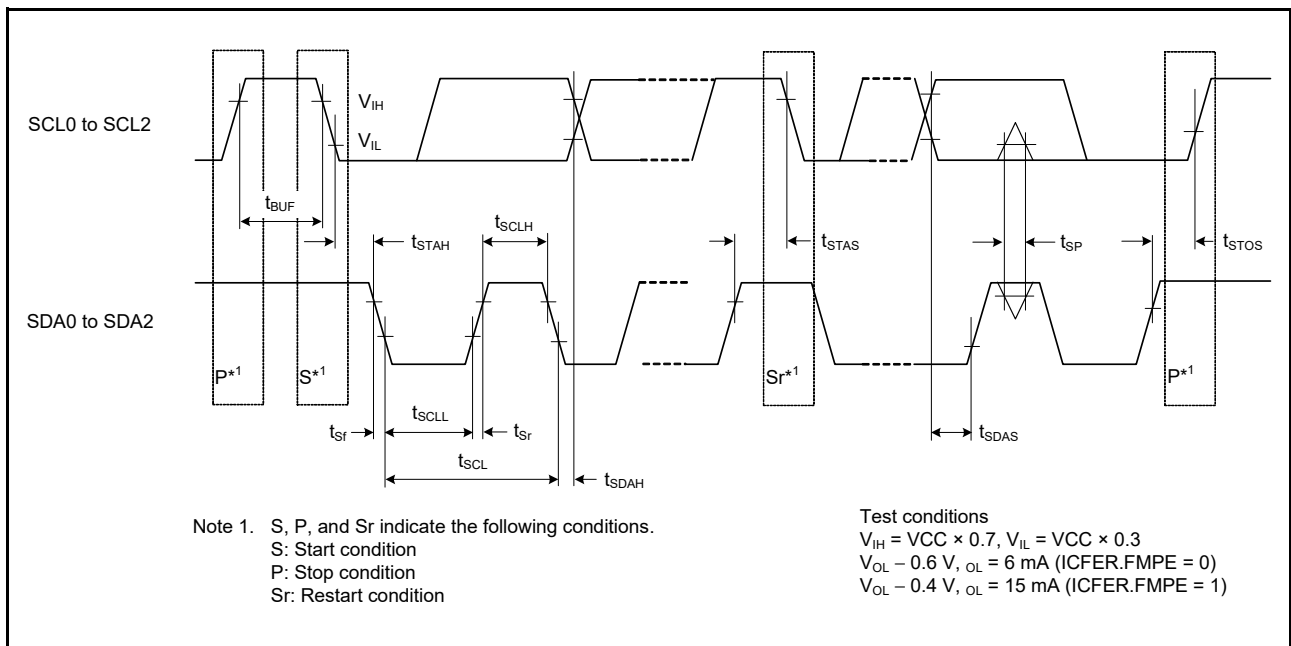 SCL0 to SCL2
VIH
VIL
tBUF
tSTAH
tSCLH
tSTAS
tSP
tSTOS
SDA0 to SDA2
P*1
S*1
Sr*1
P*1
tSf
tSCLL
tSr
tSDAS
tSCL
tSDAH
Note 1. S, P, and Sr indicate the following conditions.
S: Start condition
P: Stop condition
Sr: Restart condition
Test conditions
VIH = VCC × 0.7, VIL = VCC × 0.3
VOL – 0.6 V, OL = 6 mA (ICFER.FMPE = 0)
VOL – 0.4 V, OL = 15 mA (ICFER.FMPE = 1)